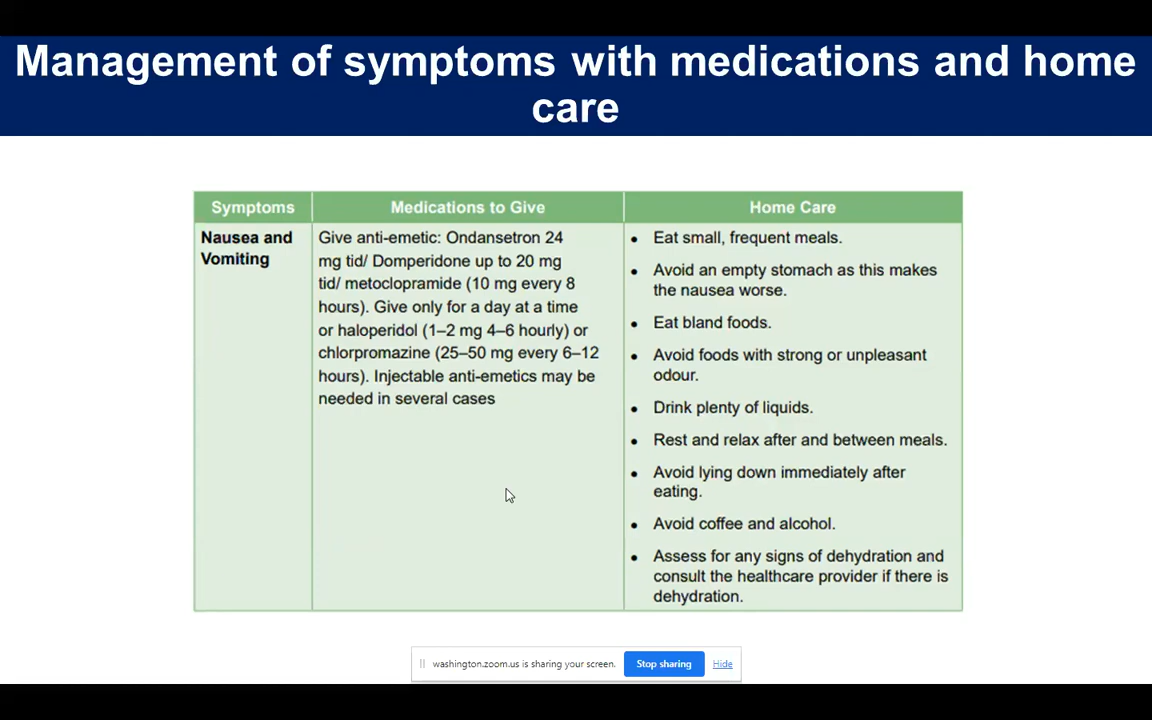 Management of symptoms with medications and home
care
Symptoms
Medications to Give
Home Care
Nausea and
Vomiting
Give anti-emetic: Ondansetron 24
mg tid/ Domperidone up to 20 mg
tid/ metoclopramide (10 mg every 8
hours). Give only for a day at a time
or haloperidol (1–2 mg 4–6 hourly) or
chlorpromazine (25–50 mg every 6–12
hours). Injectable anti-emetics may be
needed in several cases
• Eat small, frequent meals.
• Avoid an empty stomach as this makes
the nausea worse.
• Eat bland foods.
• Avoid foods with strong or unpleasant
odour.
• Drink plenty of liquids.
• Rest and relax after and between meals.
• Avoid lying down immediately after
eating.
• Avoid coffee and alcohol.
• Assess for any signs of dehydration and
consult the healthcare provider if there is
dehydration.
washington.zoom.us is sharing your screen.
Stop sharing
Hide